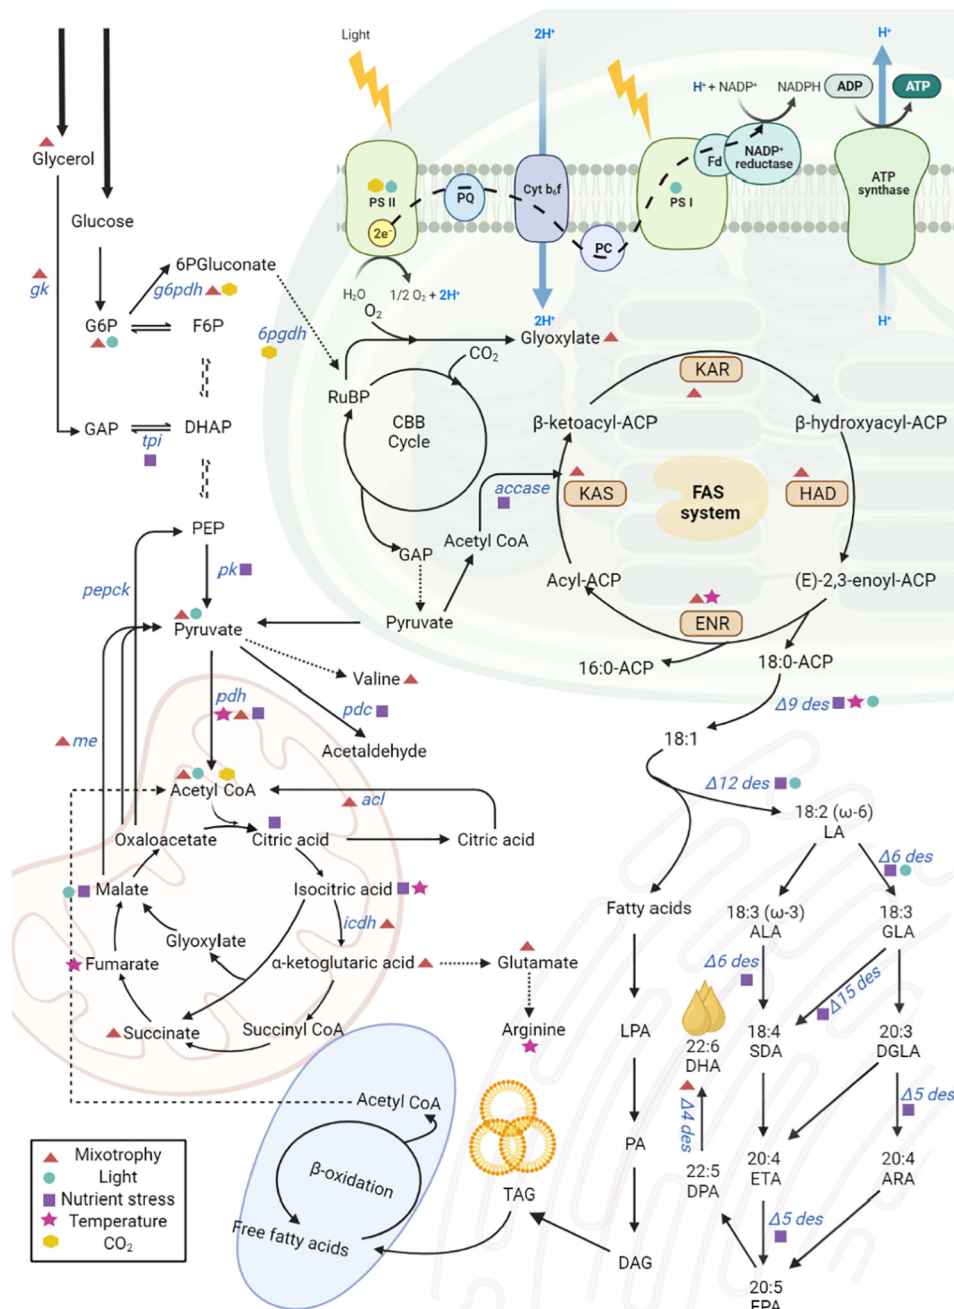 Light
2H⁺
H⁺
H⁺ + NADP⁺
NADPH
ADP
ATP
Glycerol
Fd
NADP⁺
reductase
PS II
PQ
Cyt b₆f
PS I
ATP
synthase
Glucose
2e⁻
PC
6PGluconate
gk
g6pdh
H₂O
1/2 O₂ + 2H⁺
2H⁺
H⁺
O₂
G6P
F6P
6pgdh
Glyoxylate
CO₂
KAR
RuBP
CBB
Cycle
β-ketoacyl-ACP
β-hydroxyacyl-ACP
GAP
DHAP
tpi
accase
KAS
FAS
system
HAD
PEP
GAP
Acetyl CoA
pepck
pk
Acyl-ACP
(E)-2,3-enoyl-ACP
Pyruvate
Pyruvate
ENR
16:0-ACP
18:0-ACP
Valine
pdh
pdc
Δ9 des
me
Acetaldehyde
18:1
Acetyl CoA
acl
Δ12 des
Oxaloacetate
Citric acid
Citric acid
18:2 (ω-6)
LA
Δ6 des
Malate
Isocitric acid
Fatty acids
18:3 (ω-3)
ALA
18:3
GLA
icdh
Glyoxylate
Fumarate
α-ketoglutaric acid
Glutamate
Δ6 des
Δ15 des
Succinate
Succinyl CoA
Arginine
LPA
22:6
DHA
18:4
SDA
20:3
DGLA
Acetyl CoA
Δ4 des
Δ5 des
PA
Mixotrophy
Light
Nutrient stress
Temperature
CO₂
β-oxidation
Free fatty acids
TAG
22:5
DPA
20:4
ETA
20:4
ARA
Δ5 des
DAG
20:5
EPA